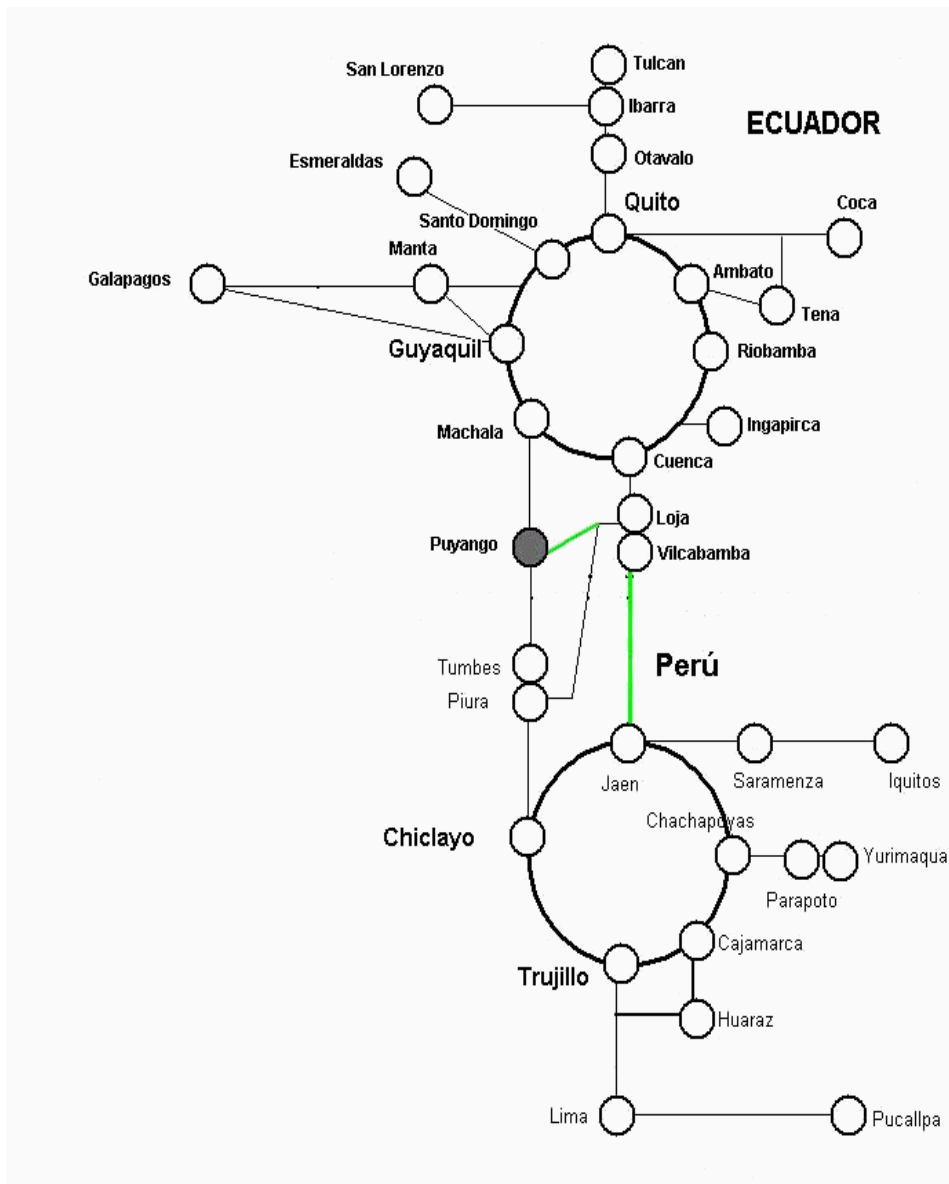 Tulcan
San Lorenzo
Ibarra
ECUADOR
Otavalo
Esmeraldas
Quito
Coca
Santo Domingo
Manta
Ambato
Galapagos
Tena
Guyaquil
Riobamba
Ingapirca
Machala
Cuenca
Loja
Puyango
Vilcabamba
Perú
Tumbes
Piura
Jaen
Saramenza
Iquitos
Chachapoyas
Chiclayo
Yurimaqua
Parapoto
Cajamarca
Trujillo
Huaraz
Lima
Pucallpa